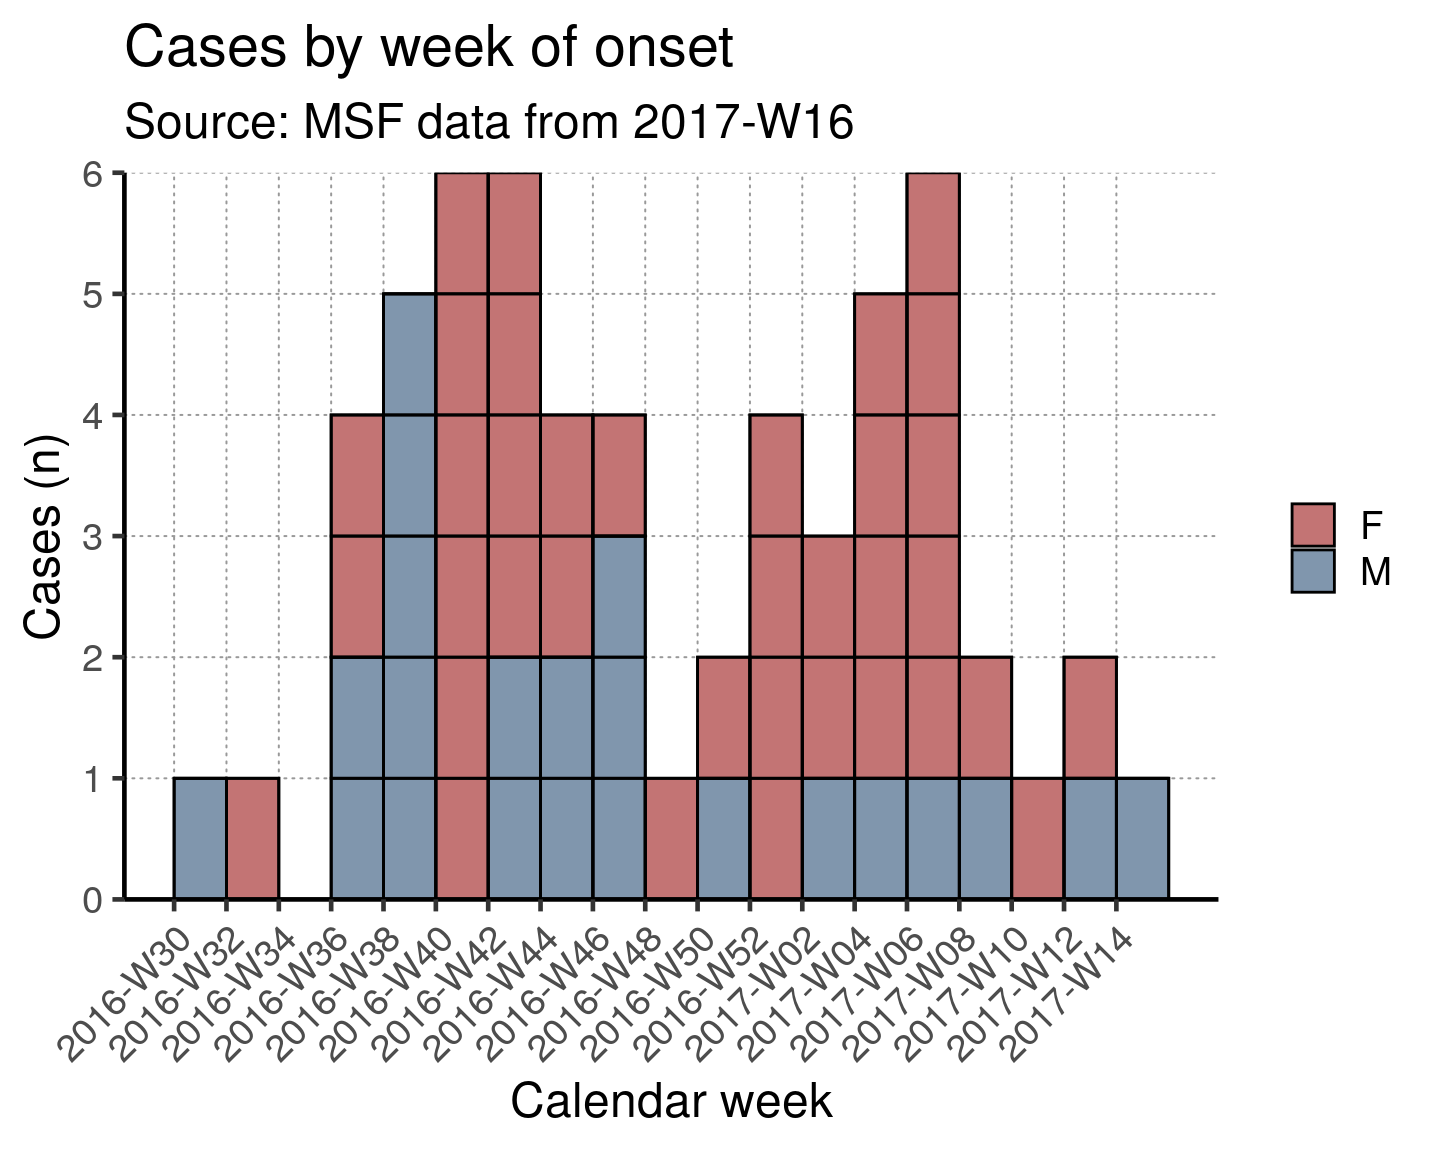 Cases by week of onset
Source: MSF data from 2017-W16
6
5
4
3
2
1
0
Cases (n)
F
M
2016-W30
2016-W32
2016-W34
2016-W36
2016-W38
2016-W40
2016-W42
2016-W44
2016-W46
2016-W48
2016-W50
2016-W52
2017-W02
2017-W04
2017-W06
2017-W08
2017-W10
2017-W12
2017-W14
Calendar week